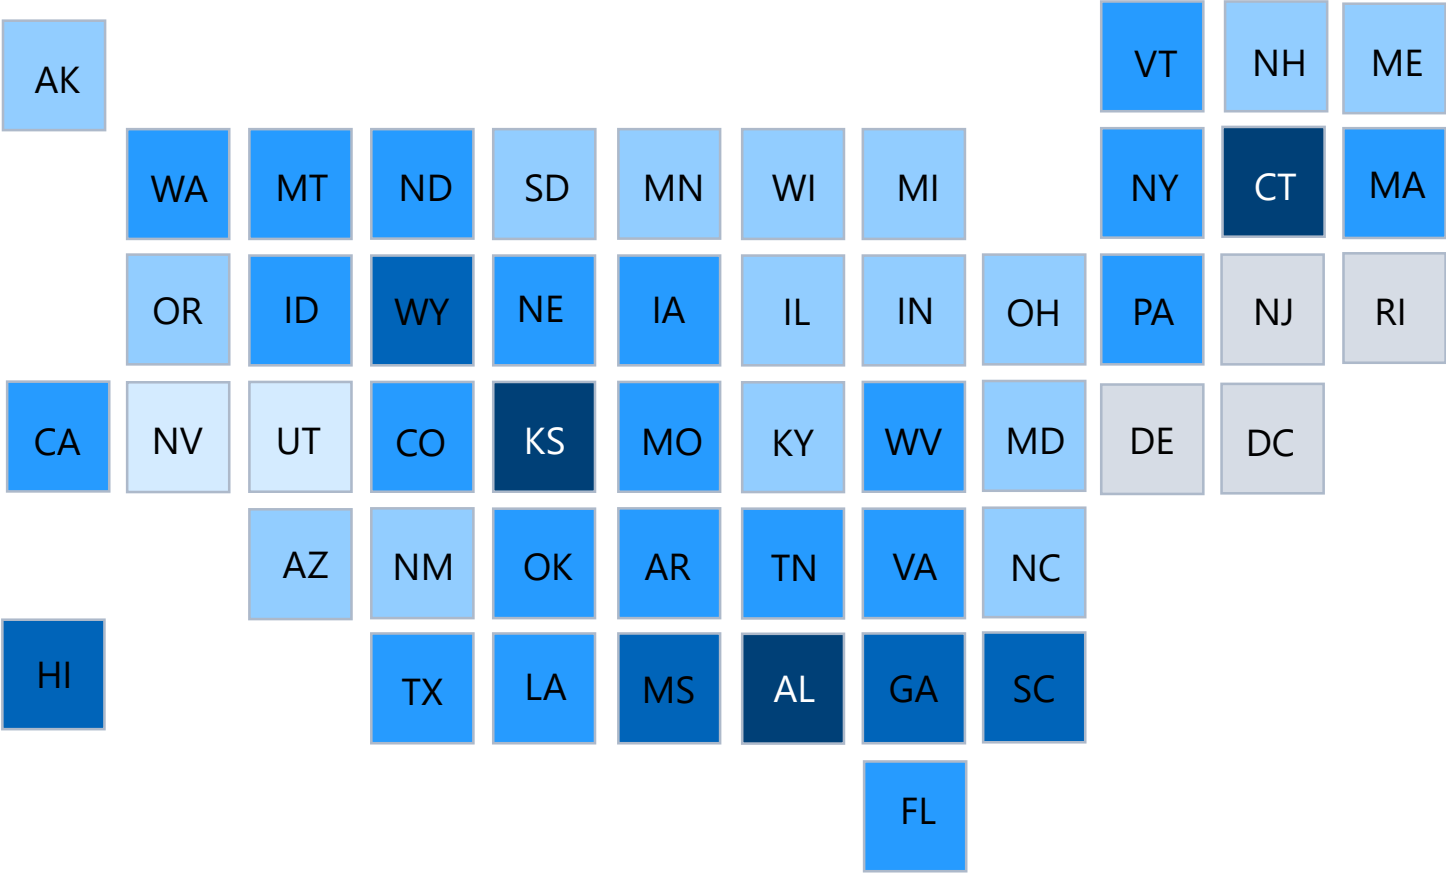 VT NH ME
AK
WA MT ND SD MN WI MI NY CT MA
OR ID WY NE IA IL IN OH PA NJ RI
CA NV UT CO KS MO KY WV MD DE DC
AZ NM OK AR TN VA NC
HI TX LA MS AL GA SC
FL